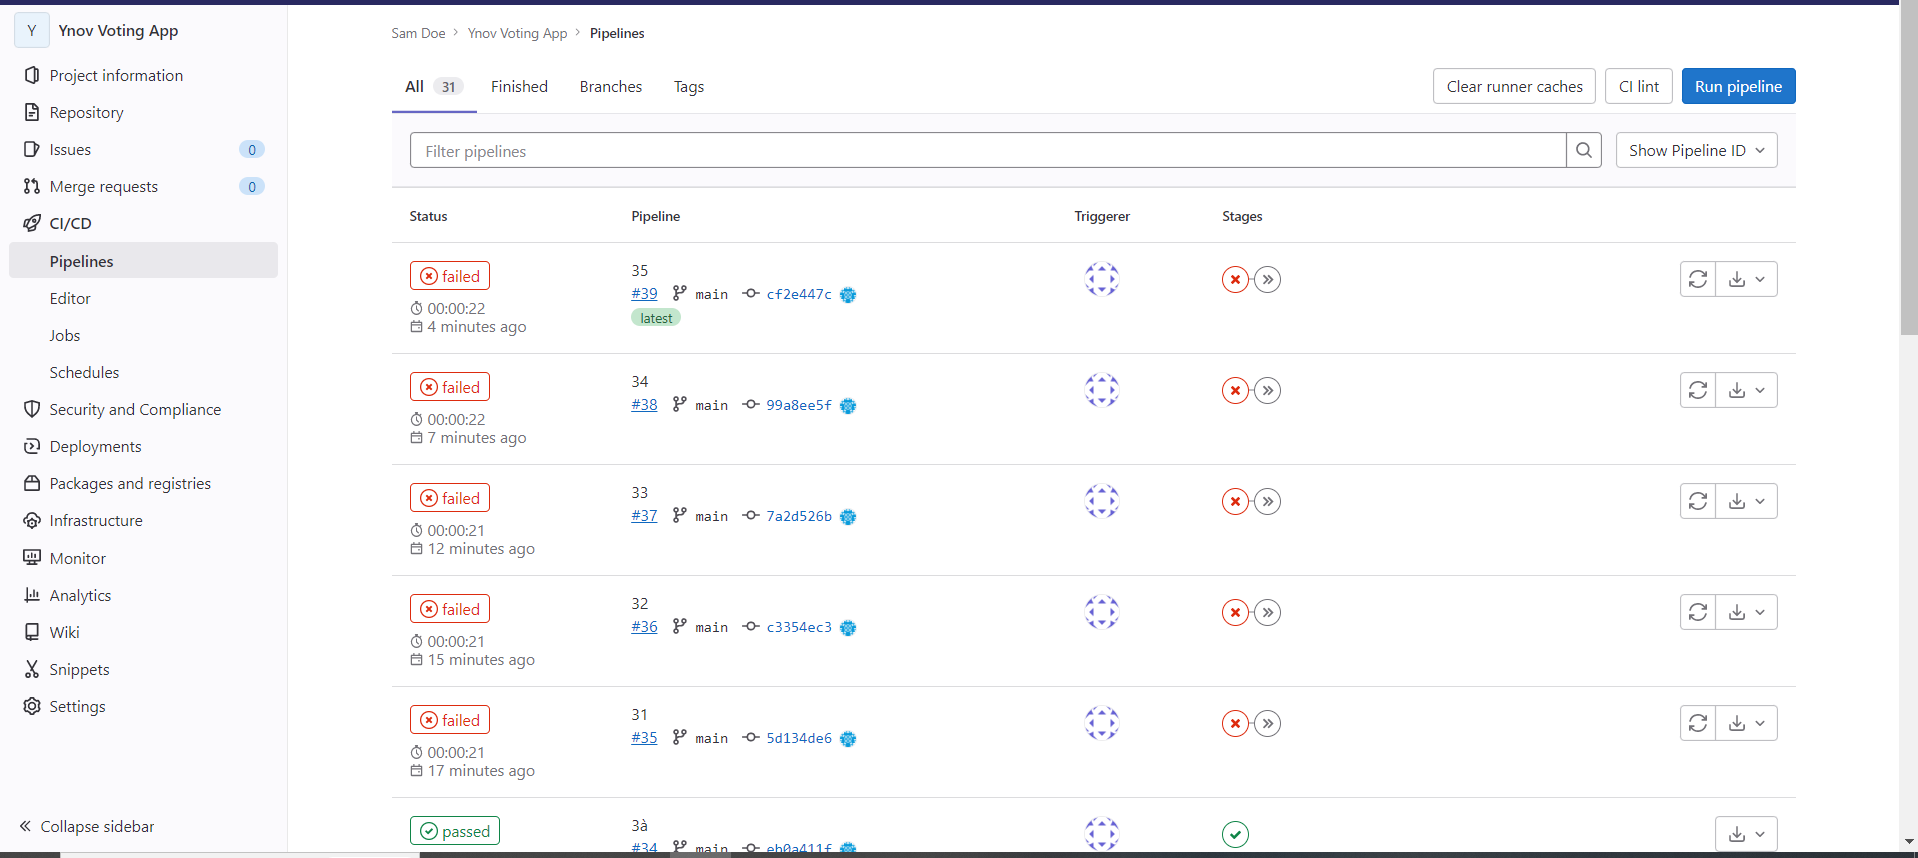 Y Ynov Voting App
Project information
Repository
Issues 0
Merge requests 0
CI/CD
Pipelines
Editor
Jobs
Schedules
Security and Compliance
Deployments
Packages and registries
Infrastructure
Monitor
Analytics
Wiki
Snippets
Settings
Collapse sidebar
Sam Doe > Ynov Voting App > Pipelines
All 31 Finished Branches Tags
Clear runner caches CI lint Run pipeline
Filter pipelines Show Pipeline ID
Status Pipeline Triggerer Stages
failed
00:00:22
4 minutes ago
35
#39 main cf2e447c
latest
failed
00:00:22
7 minutes ago
34
#38 main 99a8ee5f
failed
00:00:21
12 minutes ago
33
#37 main 7a2d526b
failed
00:00:21
15 minutes ago
32
#36 main c3354ec3
failed
00:00:21
17 minutes ago
31
#35 main 5d134de6
passed
3à
#34 main eb0a411f